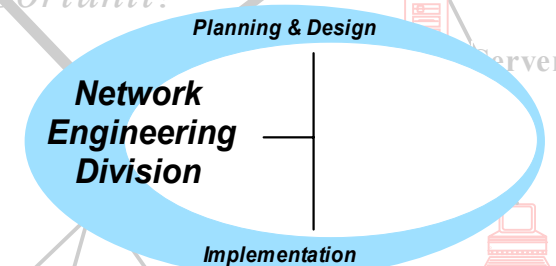 Planning & Design
Network
Engineering
Division
Implementation